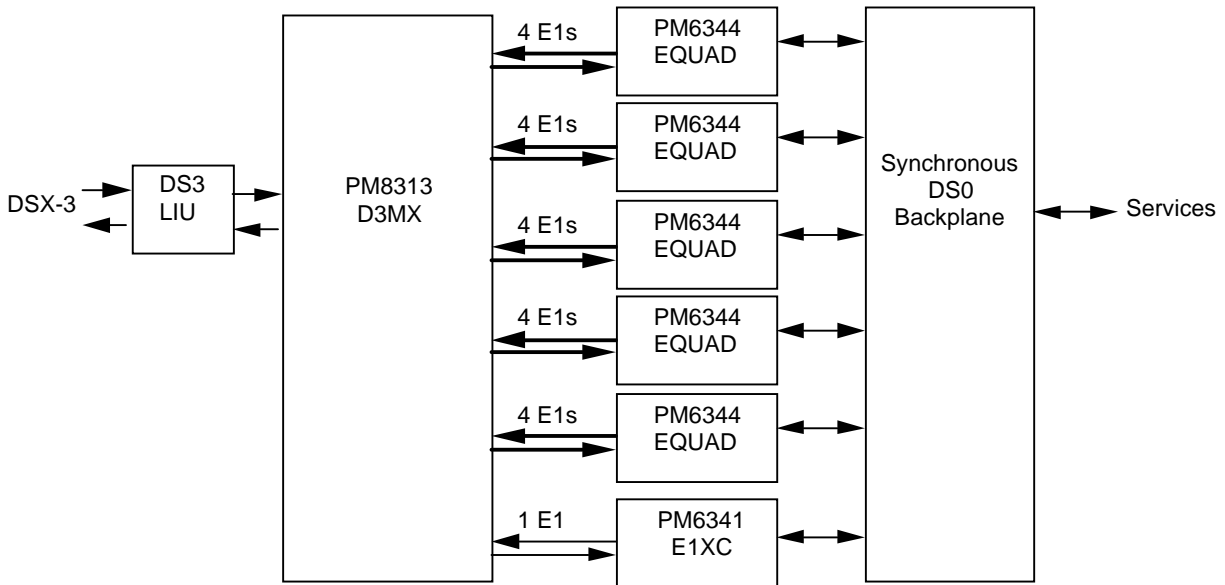 DSX-3
DS3
LIU
PM8313
D3MX
4 E1s
PM6344
EQUAD
4 E1s
PM6344
EQUAD
4 E1s
PM6344
EQUAD
4 E1s
PM6344
EQUAD
4 E1s
PM6344
EQUAD
1 E1
PM6341
E1XC
Synchronous
DS0
Backplane
Services